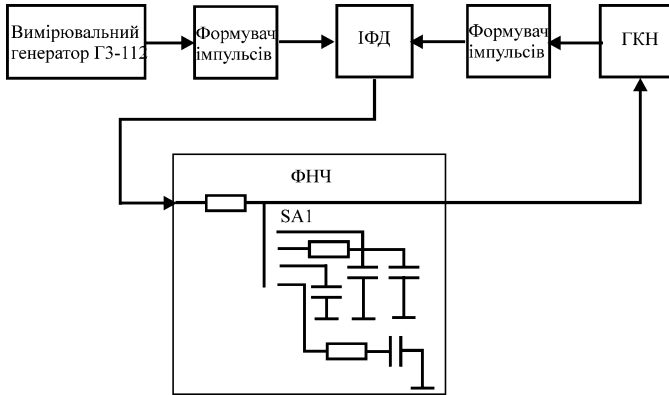 Вимірювальний
генератор Г3-112
Формувач
імпульсів
ІФД
Формувач
імпульсів
ГКН
ФНЧ
SA1